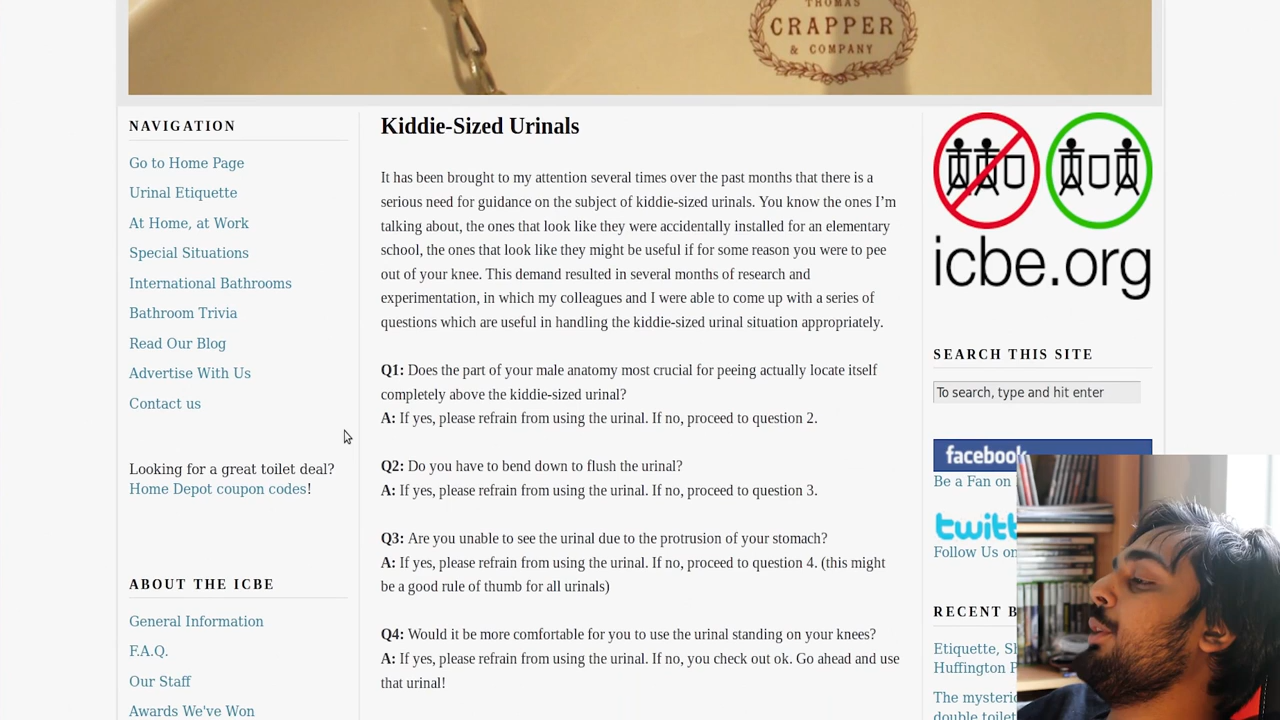 THOMAS
CRAPPER
& COMPANY
NAVIGATION
Go to Home Page
Urinal Etiquette
At Home, at Work
Special Situations
International Bathrooms
Bathroom Trivia
Read Our Blog
Advertise With Us
Contact us
Looking for a great toilet deal?
Home Depot coupon codes!
ABOUT THE ICBE
General Information
F.A.Q.
Our Staff
Awards We've Won
Kiddie-Sized Urinals
It has been brought to my attention several times over the past months that there is a
serious need for guidance on the subject of kiddie-sized urinals. You know the ones I’m
talking about, the ones that look like they were accidentally installed for an elementary
school, the ones that look like they might be useful if for some reason you were to pee
out of your knee. This demand resulted in several months of research and
experimentation, in which my colleagues and I were able to come up with a series of
questions which are useful in handling the kiddie-sized urinal situation appropriately.
Q1: Does the part of your male anatomy most crucial for peeing actually locate itself
completely above the kiddie-sized urinal?
A: If yes, please refrain from using the urinal. If no, proceed to question 2.
Q2: Do you have to bend down to flush the urinal?
A: If yes, please refrain from using the urinal. If no, proceed to question 3.
Q3: Are you unable to see the urinal due to the protrusion of your stomach?
A: If yes, please refrain from using the urinal. If no, proceed to question 4. (this might
be a good rule of thumb for all urinals)
Q4: Would it be more comfortable for you to use the urinal standing on your knees?
A: If yes, please refrain from using the urinal. If no, you check out ok. Go ahead and use
that urinal!
icbe.org
SEARCH THIS SITE
To search, type and hit enter
facebook
Be a Fan on
twitt
Follow Us on
RECENT B
Etiquette, Sh
Huffington P
The mysterio
double toilet